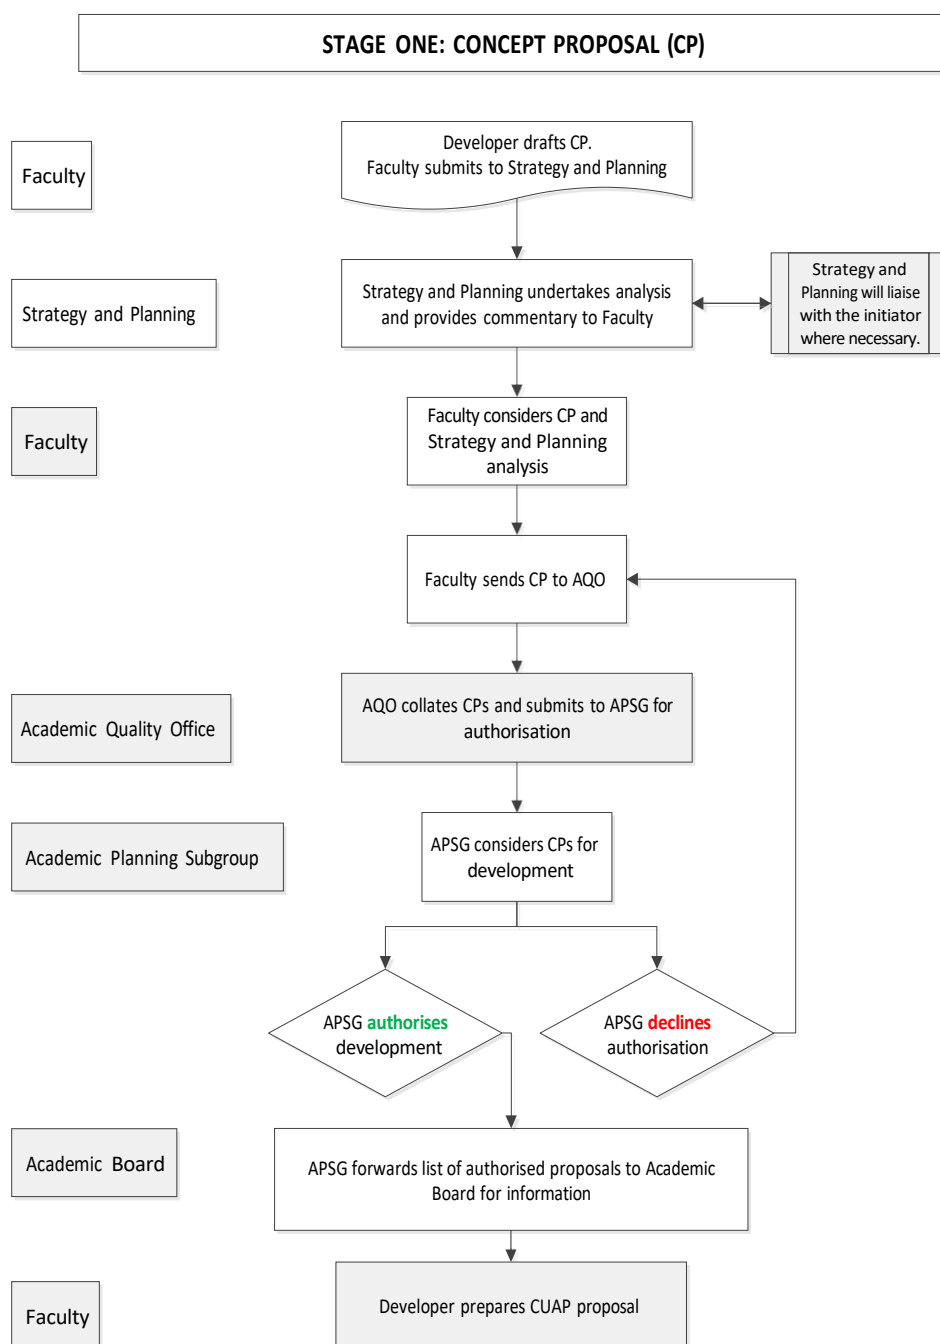 STAGE ONE: CONCEPT PROPOSAL (CP)
Faculty
Developer drafts CP.
Faculty submits to Strategy and Planning
Strategy and Planning
Strategy and Planning undertakes analysis
and provides commentary to Faculty
Strategy and
Planning will liaise
with the initiator
where necessary.
Faculty
Faculty considers CP and
Strategy and Planning
analysis
Faculty sends CP to AQO
Academic Quality Office
AQO collates CPs and submits to APSG for
authorisation
Academic Planning Subgroup
APSG considers CPs for
development
APSG authorises
development
APSG declines
authorisation
Academic Board
APSG forwards list of authorised proposals to Academic
Board for information
Faculty
Developer prepares CUAP proposal